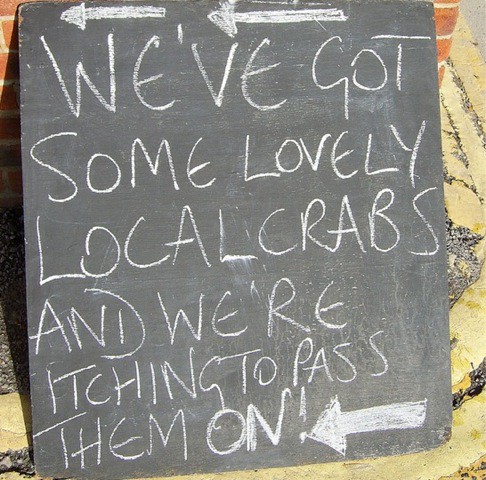 WE'VE GOT
SOME LOVELY
LOCAL CRABS
AND WE'RE
ITCHING TO PASS
THEM ON!